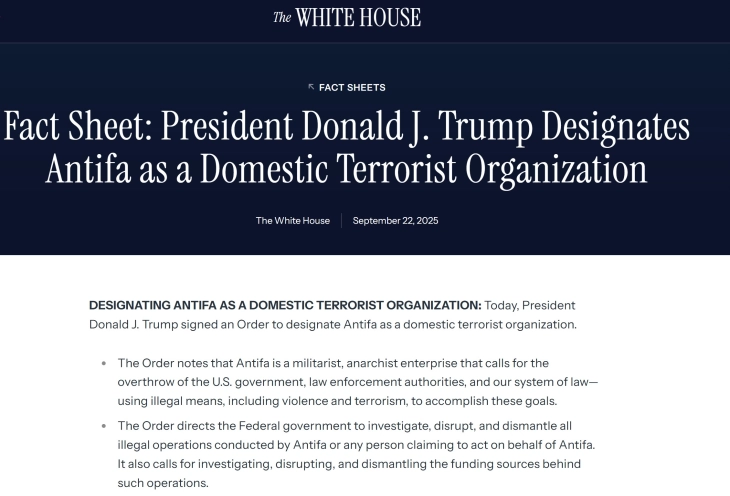 The WHITE HOUSE
FACT SHEETS
Fact Sheet: President Donald J. Trump Designates
Antifa as a Domestic Terrorist Organization
The White House September 22, 2025
DESIGNATING ANTIFA AS A DOMESTIC TERRORIST ORGANIZATION: Today, President
Donald J. Trump signed an Order to designate Antifa as a domestic terrorist organization.
The Order notes that Antifa is a militarist, anarchist enterprise that calls for the
overthrow of the U.S. government, law enforcement authorities, and our system of law—
using illegal means, including violence and terrorism, to accomplish these goals.
The Order directs the Federal government to investigate, disrupt, and dismantle all
illegal operations conducted by Antifa or any person claiming to act on behalf of Antifa.
It also calls for investigating, disrupting, and dismantling the funding sources behind
such operations.